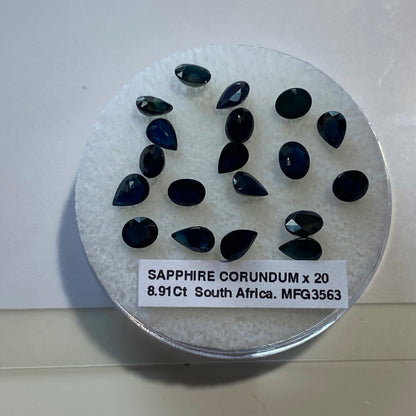 SAPPHIRE CORUNDUM x 20
8.91Ct South Africa. MFG3563